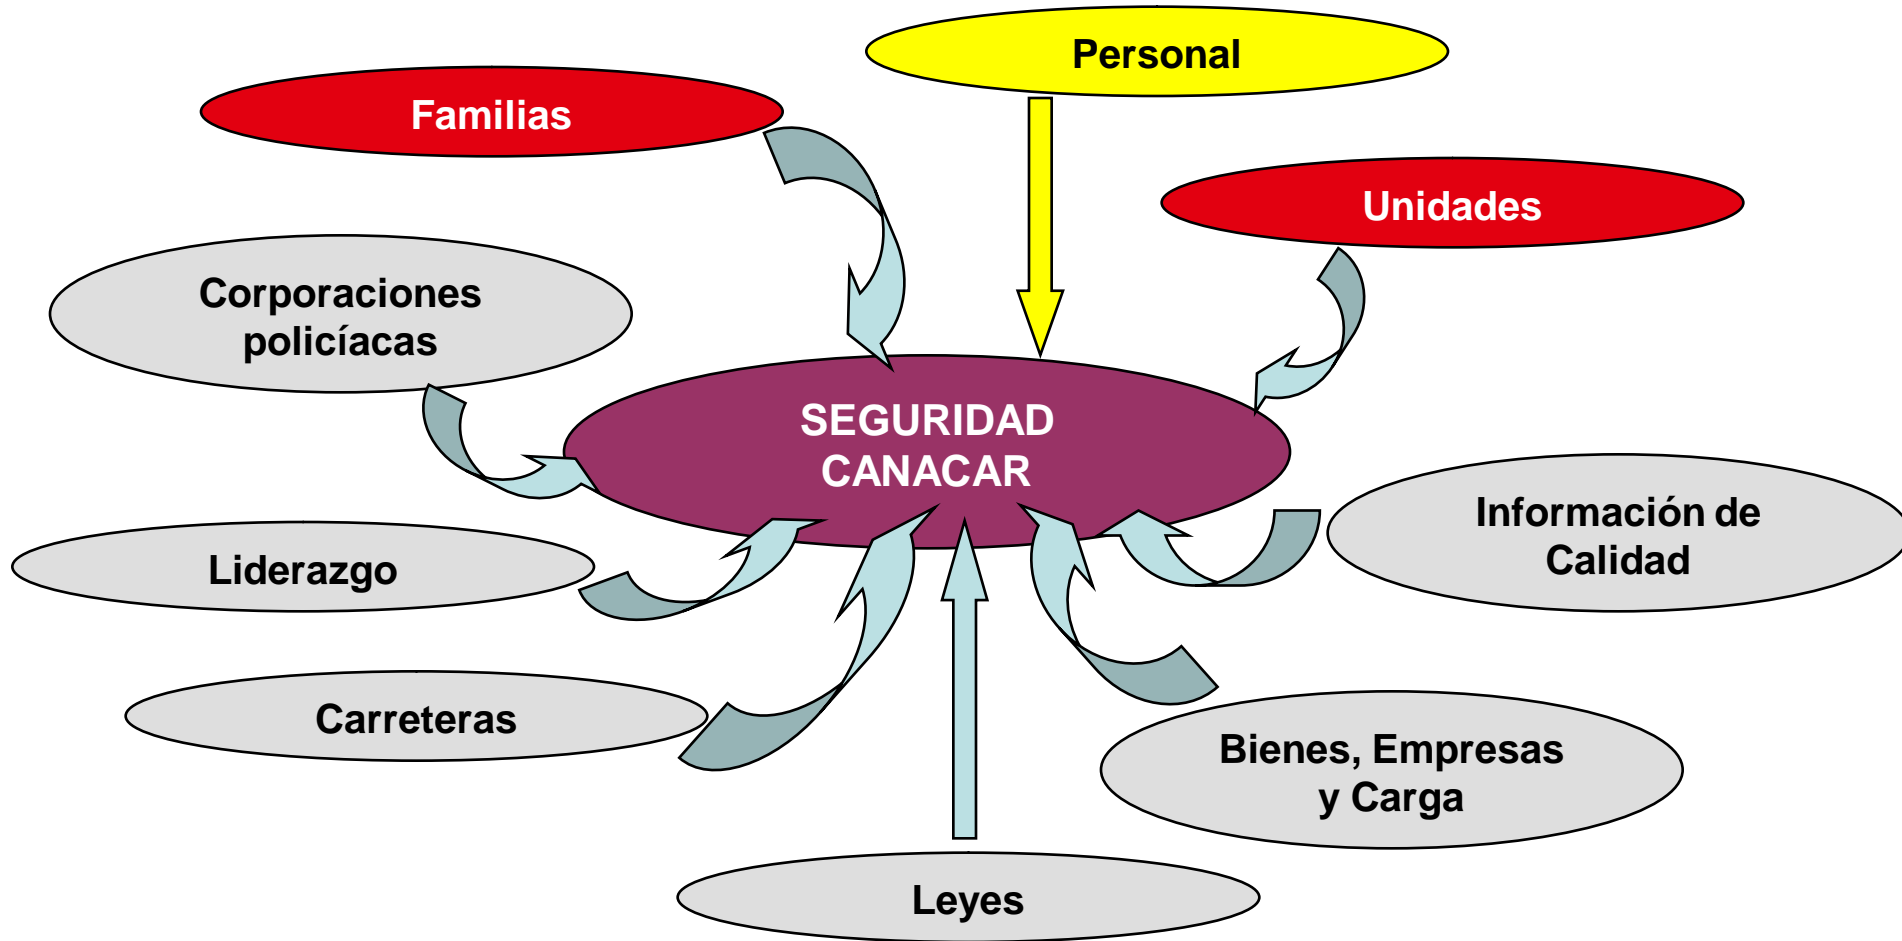 Personal
Familias
Unidades
Corporaciones
policíacas
SEGURIDAD
CANACAR
Información de
Calidad
Liderazgo
Carreteras
Bienes, Empresas
y Carga
Leyes